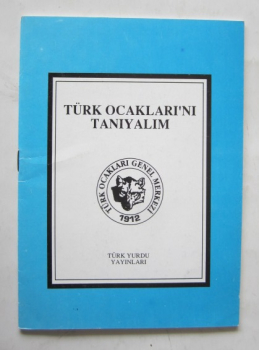 TÜRK OCAKLARI'NI
TANIYALIM
TÜRK OCAKLARI GENEL MERKEZİ
1912
TÜRK YURDU
YAYINLARI